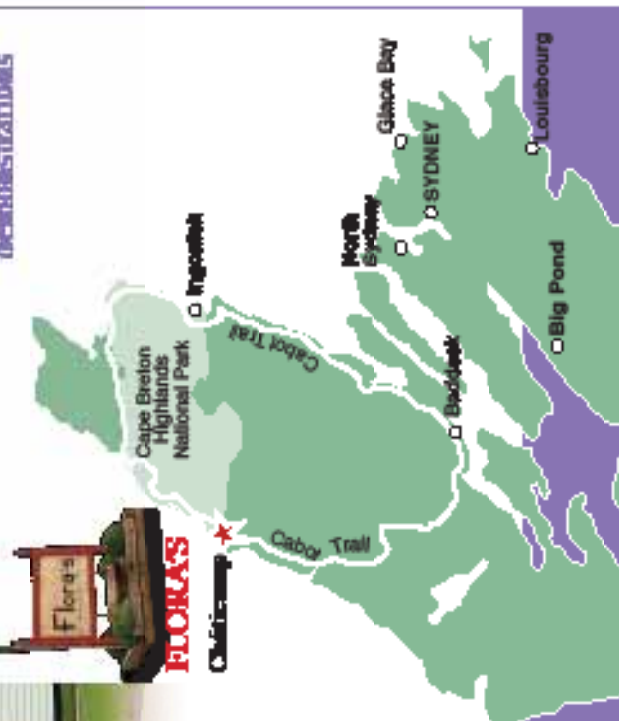 Flora's
FLORA'S
Cape Breton
Highlands
National Park
Ingonish
Cabot Trail
Cabot Trail
Glace Bay
North
Sydney
SYDNEY
Louisbourg
Big Pond
Baddeck